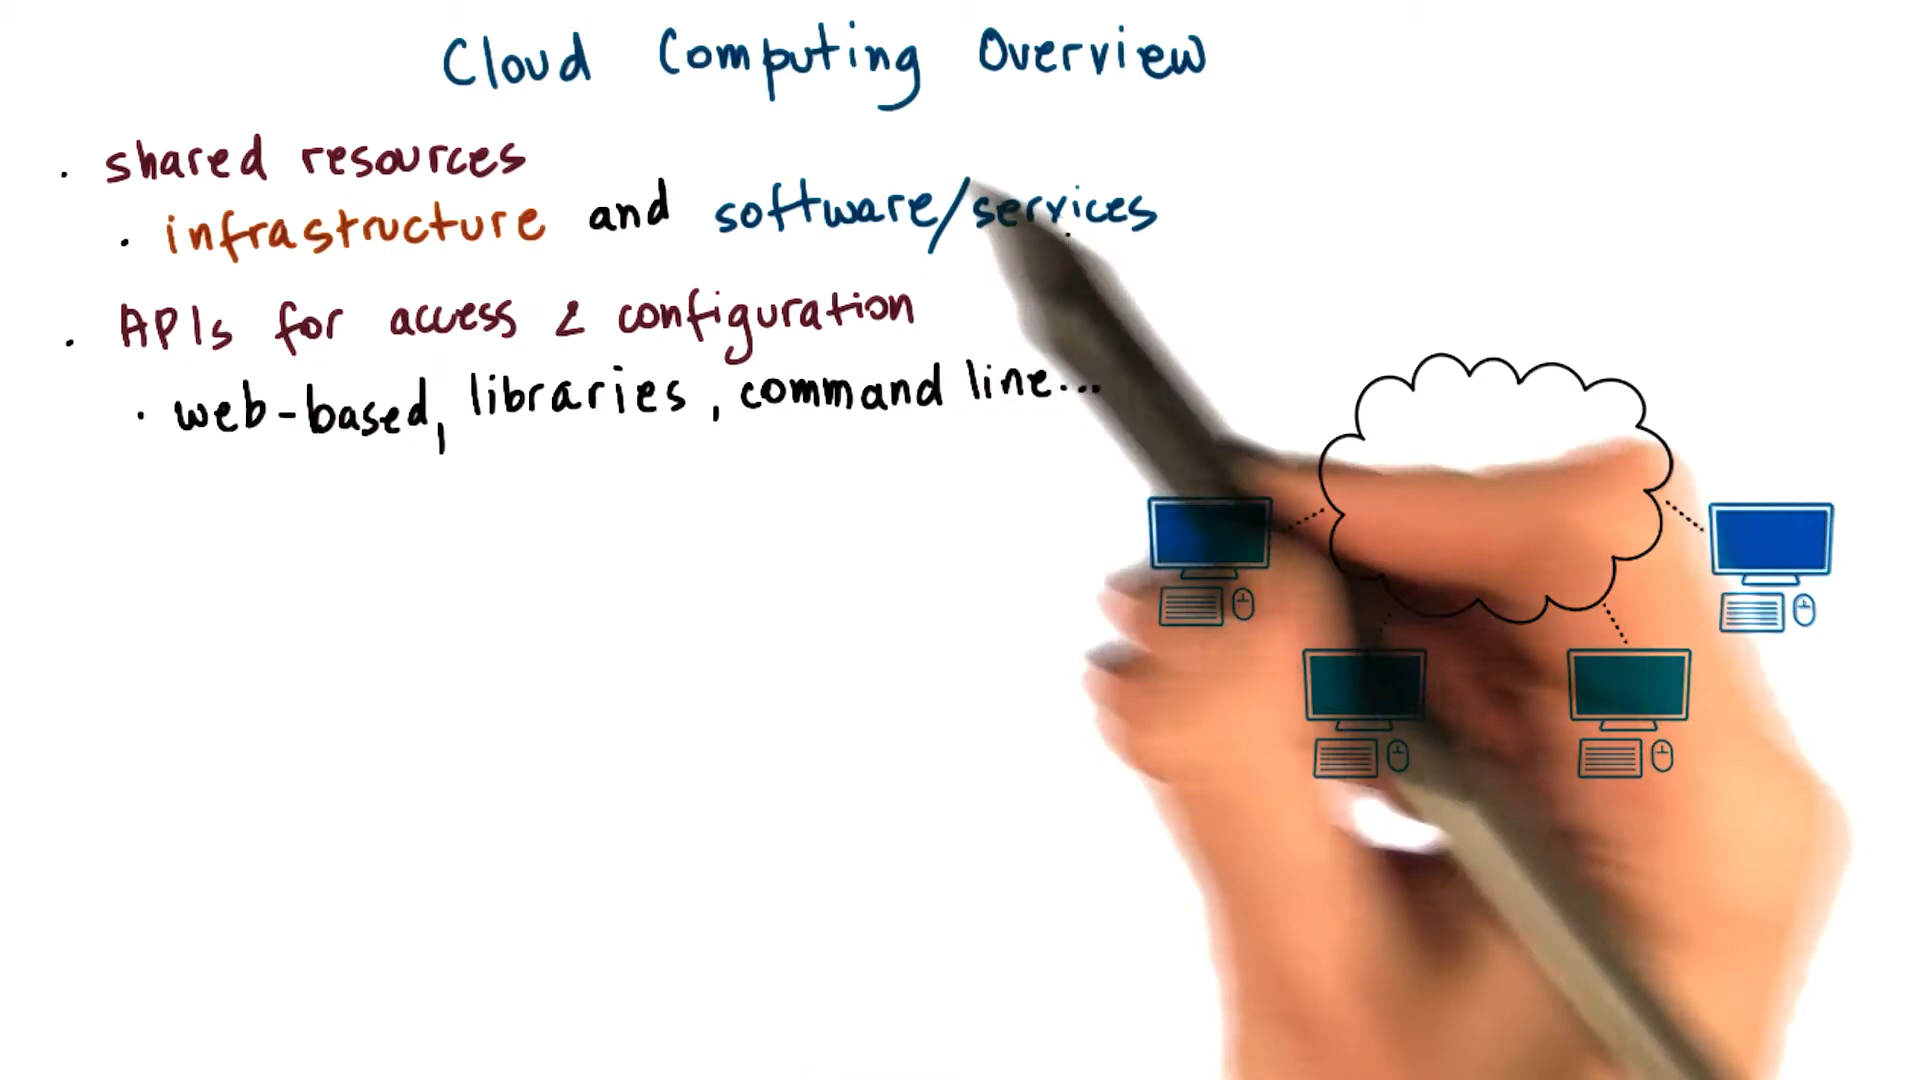 Cloud Computing Overview
· shared resources
· infrastructure and software/services
· APIs for access & configuration
· web-based, libraries, command line...